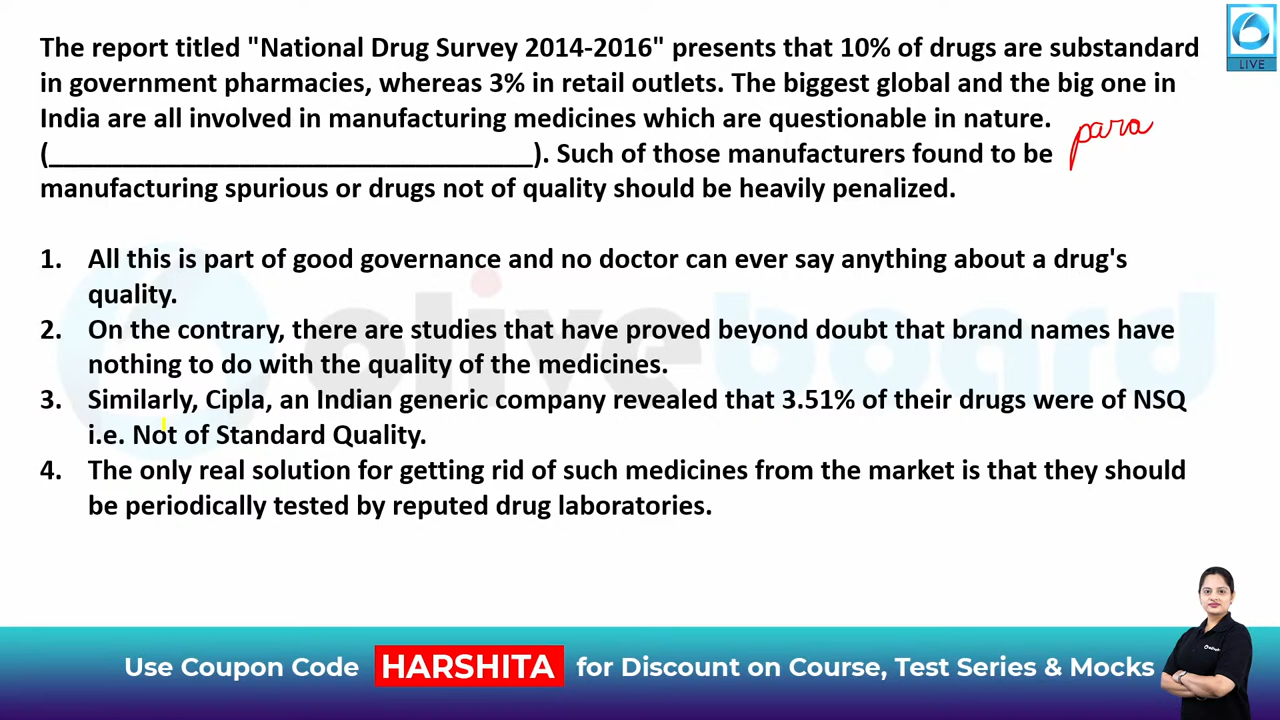 The report titled "National Drug Survey 2014-2016" presents that 10% of drugs are substandard
in government pharmacies, whereas 3% in retail outlets. The biggest global and the big one in
India are all involved in manufacturing medicines which are questionable in nature.
para
(_________________________________). Such of those manufacturers found to be
manufacturing spurious or drugs not of quality should be heavily penalized.
1. All this is part of good governance and no doctor can ever say anything about a drug's
quality.
2. On the contrary, there are studies that have proved beyond doubt that brand names have
nothing to do with the quality of the medicines.
3. Similarly, Cipla, an Indian generic company revealed that 3.51% of their drugs were of NSQ
i.e. Not of Standard Quality.
4. The only real solution for getting rid of such medicines from the market is that they should
be periodically tested by reputed drug laboratories.
LIVE
oliveboard
Use Coupon Code HARSHITA for Discount on Course, Test Series & Mocks